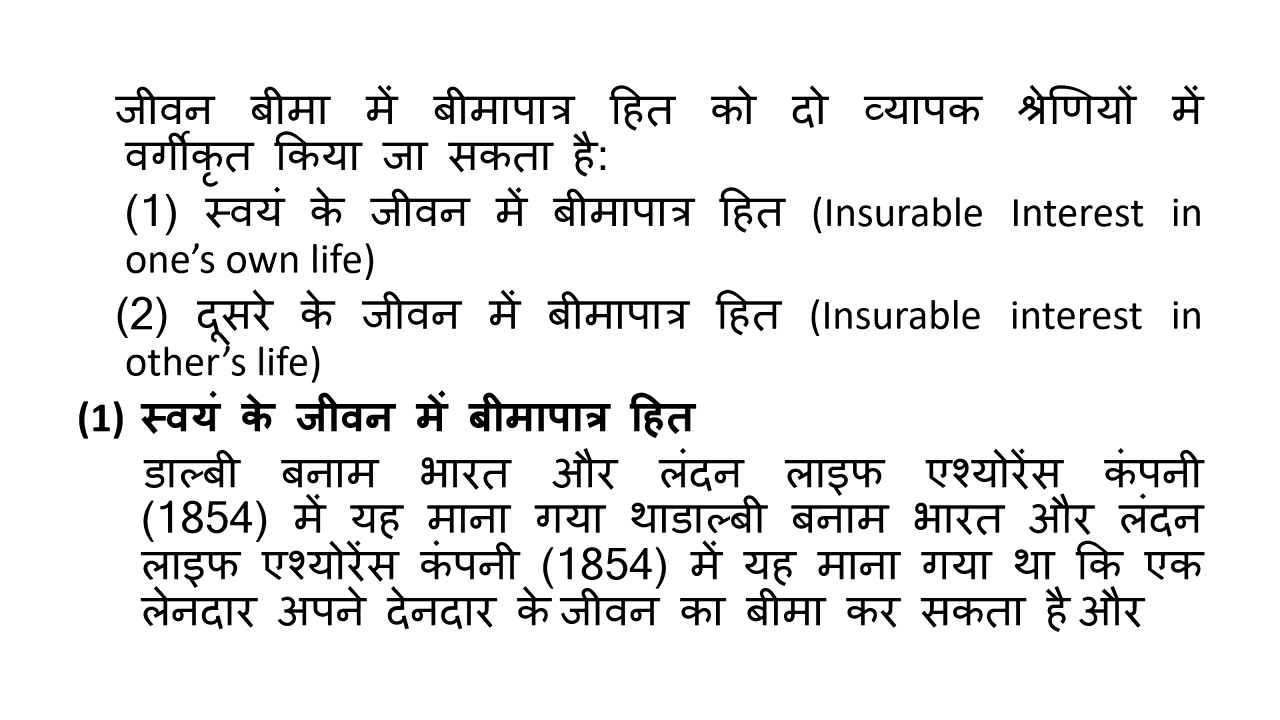 जीवन बीमा में बीमापात्र हित को दो व्यापक श्रेणियों में
वर्गीकृत किया जा सकता है:
(1) स्वयं के जीवन में बीमापात्र हित (Insurable Interest in
one’s own life)
(2) दूसरे के जीवन में बीमापात्र हित (Insurable interest in
other’s life)
(1) स्वयं के जीवन में बीमापात्र हित
डाल्बी बनाम भारत और लंदन लाइफ एश्योरेंस कंपनी
(1854) में यह माना गया थाडाल्बी बनाम भारत और लंदन
लाइफ एश्योरेंस कंपनी (1854) में यह माना गया था कि एक
लेनदार अपने देनदार के जीवन का बीमा कर सकता है और